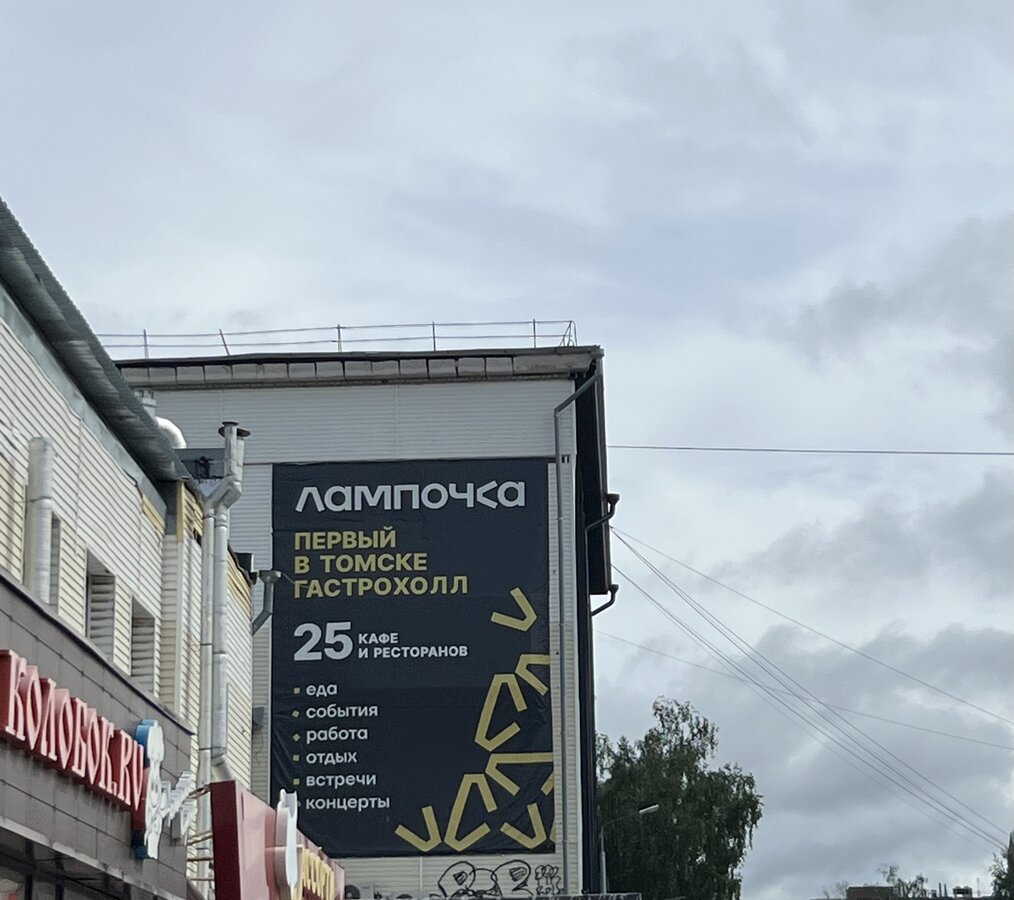 лампочка
ПЕРВЫЙ
В ТОМСКЕ
ГАСТРОХОЛЛ
25 КАФЕ
И РЕСТОРАНОВ
еда
события
работа
отдых
встречи
концерты
КОЛОБОК.RU